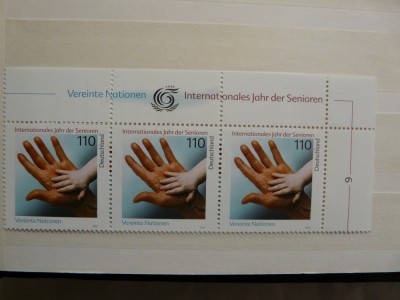 Vereinte Nationen
Internationales Jahr der Senioren
Internationales Jahr der Senioren
110
Deutschland
Vereinte Nationen
Internationales Jahr der Senioren
110
Deutschland
Vereinte Nationen
Internationales Jahr der Senioren
110
Deutschland
Vereinte Nationen
9